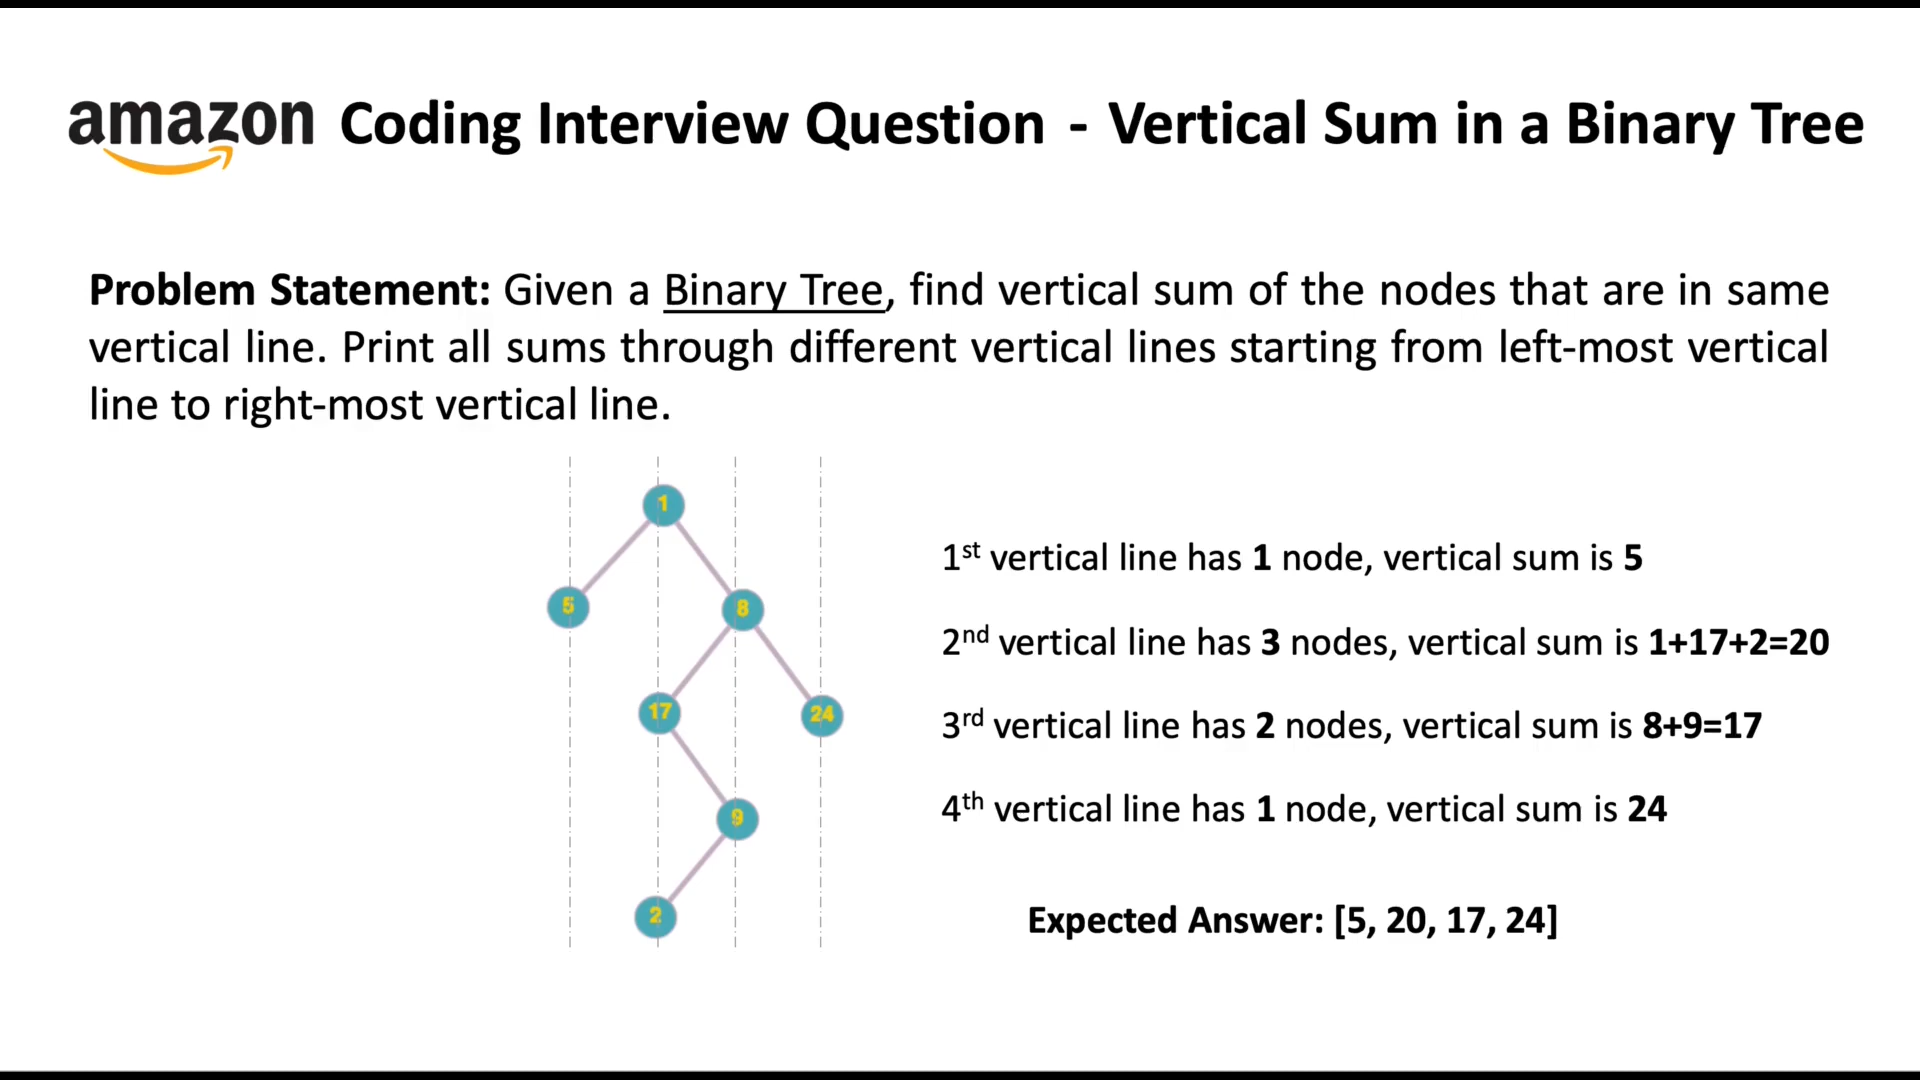 amazon Coding Interview Question - Vertical Sum in a Binary Tree
Problem Statement: Given a Binary Tree, find vertical sum of the nodes that are in same
vertical line. Print all sums through different vertical lines starting from left-most vertical
line to right-most vertical line.
1
5
8
17
24
9
2
1st vertical line has 1 node, vertical sum is 5
2nd vertical line has 3 nodes, vertical sum is 1+17+2=20
3rd vertical line has 2 nodes, vertical sum is 8+9=17
4th vertical line has 1 node, vertical sum is 24
Expected Answer: [5, 20, 17, 24]